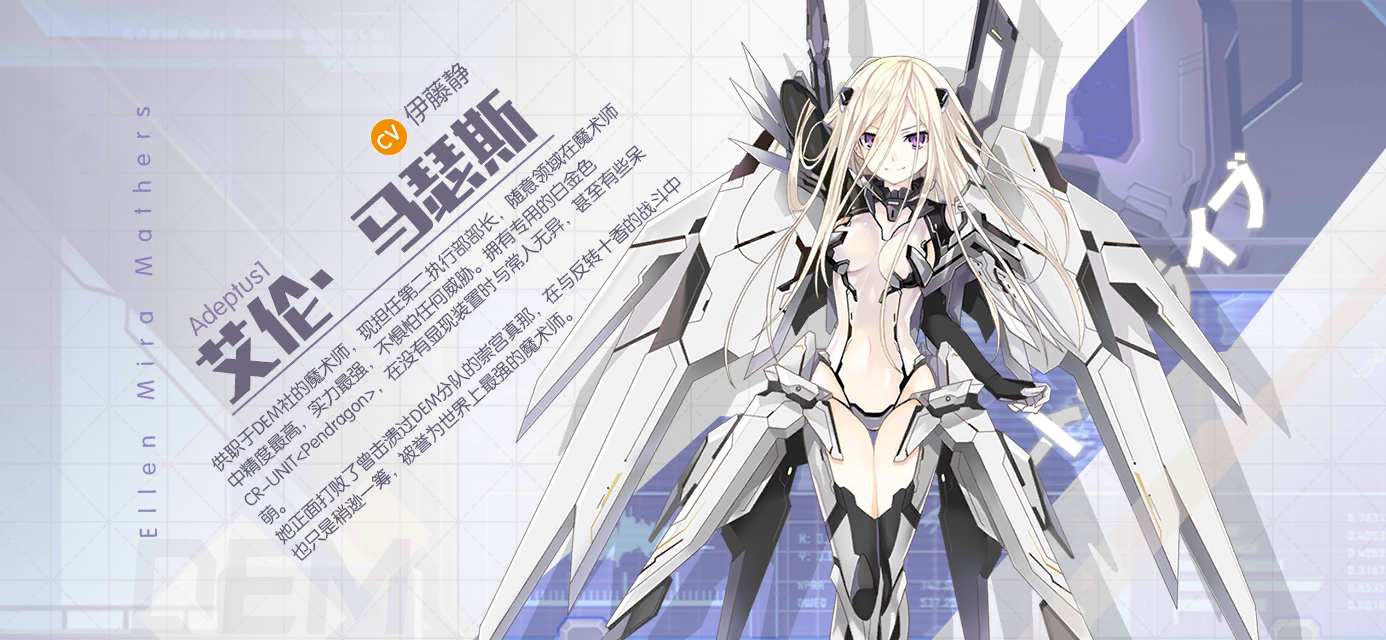 Ellen Mira Mathers
CV 伊藤静
Adeptus1
艾伦· 马瑟斯
供职于DEM社的魔术师，现担任第二执行部部长，随意领域在魔术师
中精度最高，实力最强，不惧怕任何威胁。拥有专用的白金色
CR-UNIT<Pendragon>，在没有显现装置时与常人无异，甚至有些呆
萌。
她正面打败了曾击溃过DEM分队的崇宫真那，在与反转十香的战斗中
也只是稍逊一筹，被誉为世界上最强的魔术师。
DEM
イブ